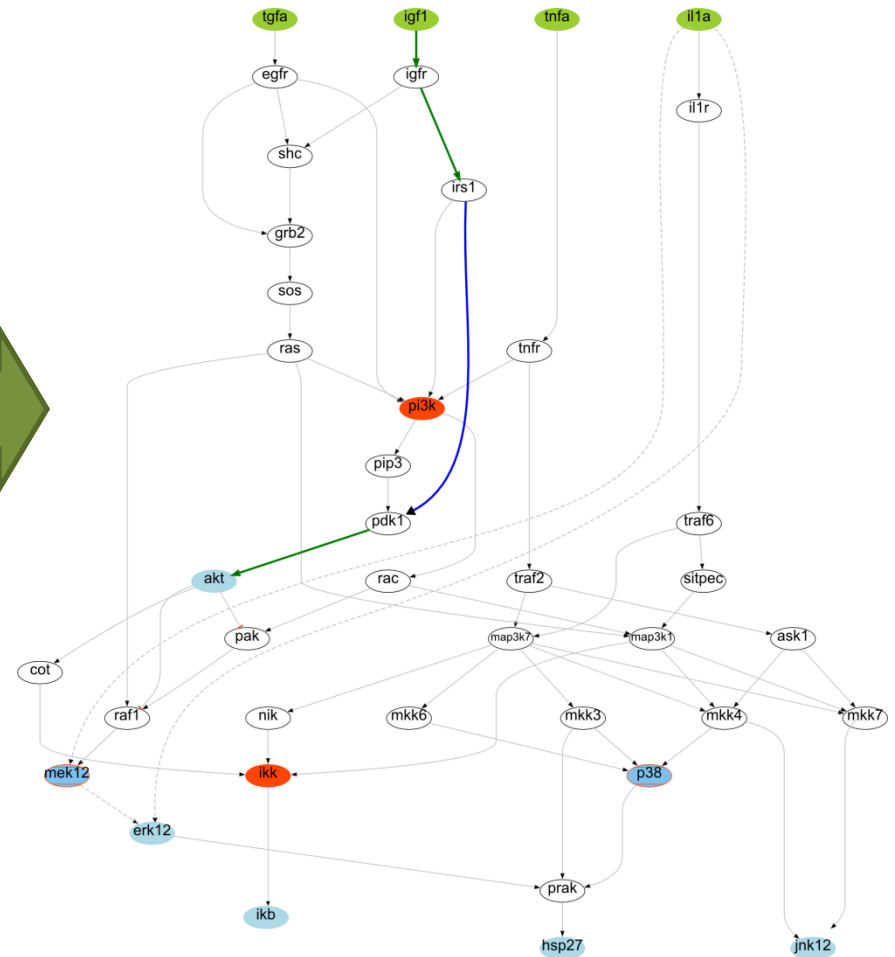 tgfa
igf1
tnfa
il1a
egfr
igfr
il1r
shc
irs1
grb2
sos
ras
tnfr
pi3k
pip3
pdk1
traf6
akt
rac
traf2
sitpec
pak
map3k7
map3k1
ask1
cot
raf1
nik
mkk6
mkk3
mkk4
mkk7
mek12
ikk
p38
erk12
prak
ikb
hsp27
jnk12